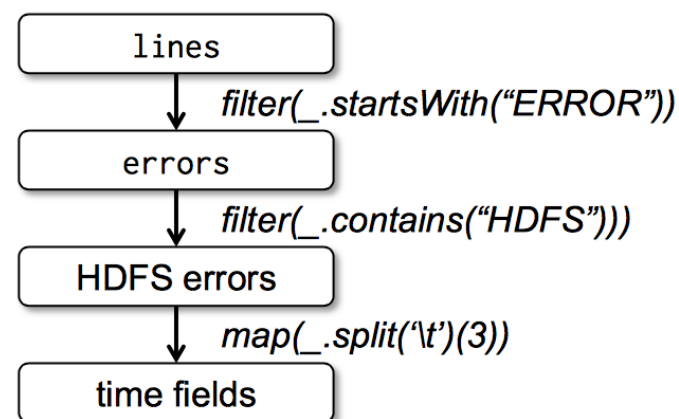 lines
filter(_.startsWith(“ERROR”))
errors
filter(_.contains(“HDFS”)))
HDFS errors
map(_.split(‘\t’)(3))
time fields